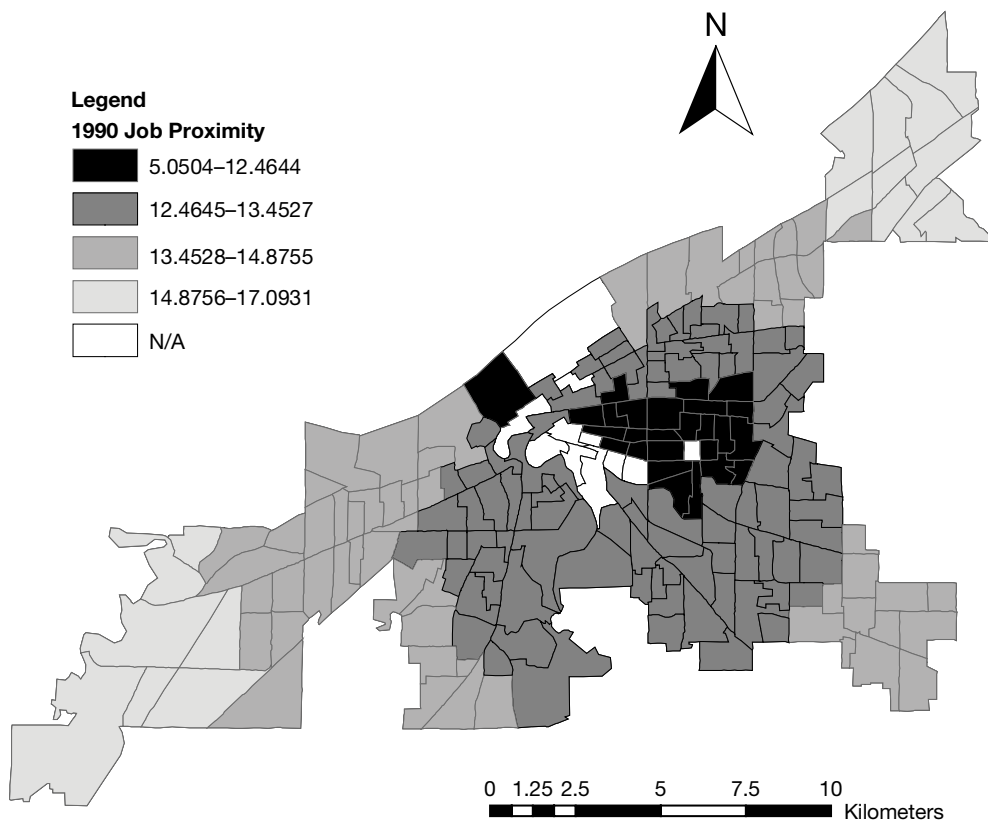 N
Legend
1990 Job Proximity
5.0504–12.4644
12.4645–13.4527
13.4528–14.8755
14.8756–17.0931
N/A
0 1.25 2.5 5 7.5 10
Kilometers